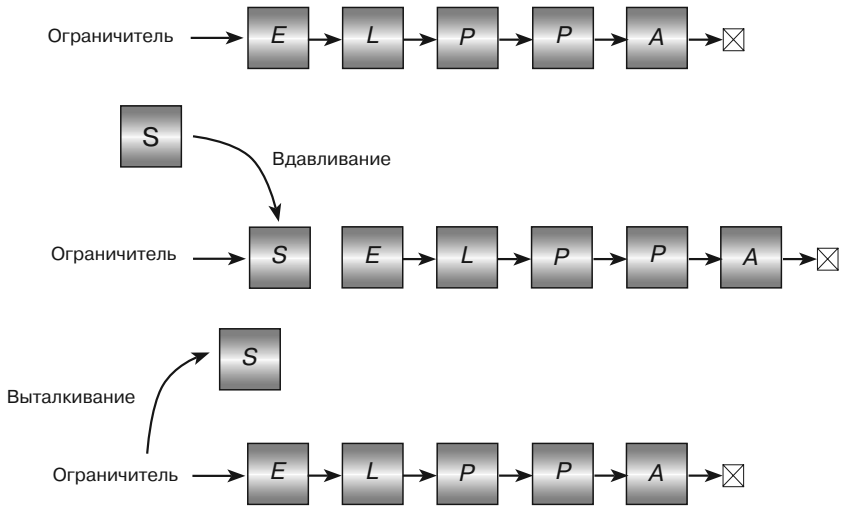 Ограничитель E L P P A
S
Вдавливание
Ограничитель S E L P P A
S
Выталкивание
Ограничитель E L P P A